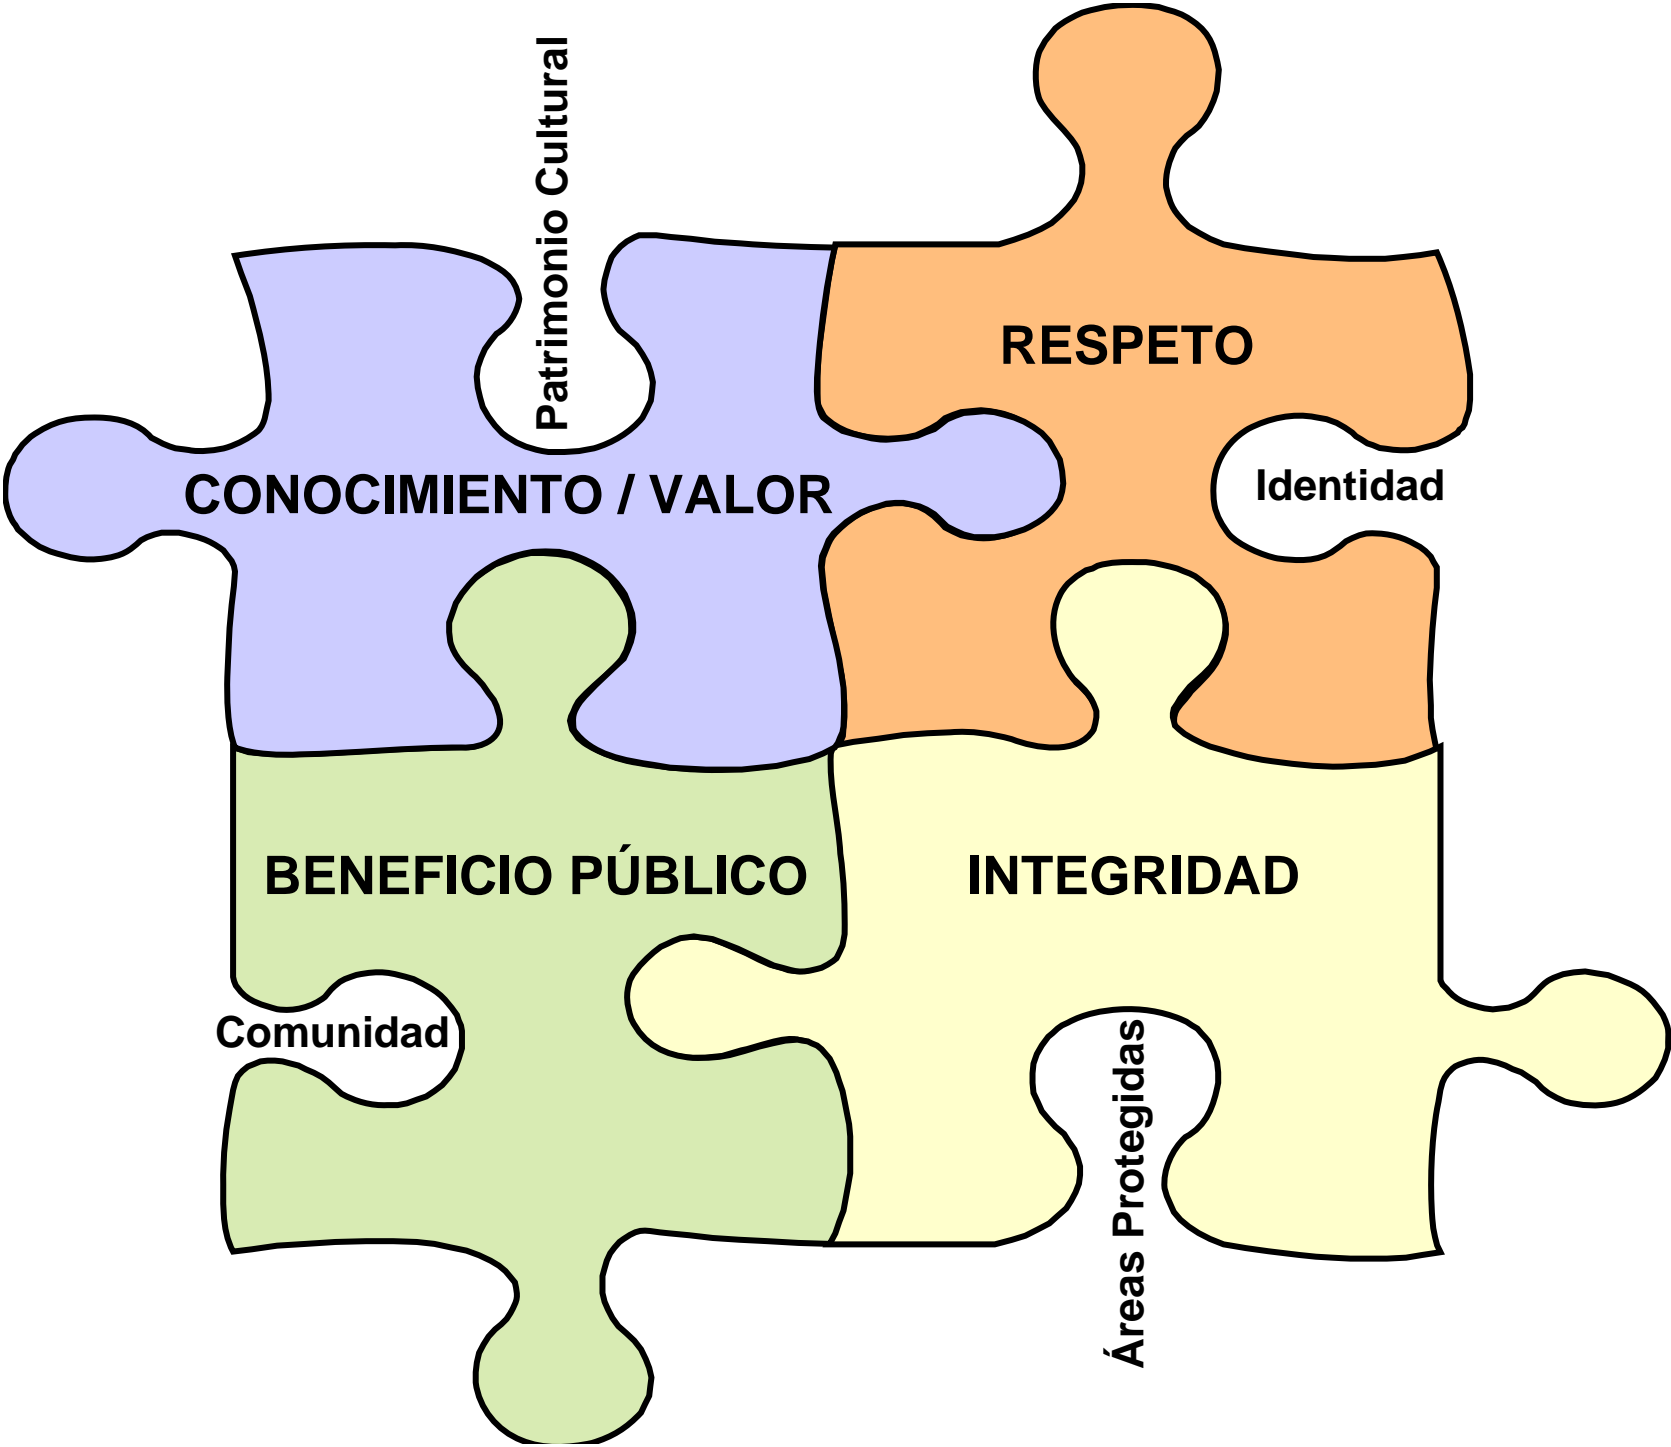 Patrimonio Cultural
RESPETO
CONOCIMIENTO / VALOR
Identidad
BENEFICIO PÚBLICO
INTEGRIDAD
Comunidad
Áreas Protegidas